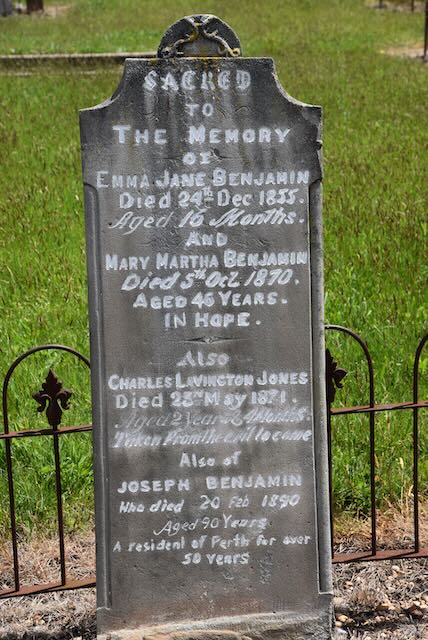 SACRED
TO
THE MEMORY
OF
EMMA JANE BENJAMIN
Died 24th Dec 1855.
Aged 16 Months.
AND
MARY MARTHA BENJAMIN
Died 5th Oct. 1870.
AGED 45 YEARS.
IN HOPE.
Also
CHARLES LAVINGTON JONES
Died 23rd May 1871.
Aged 2 Years & Months
Taken From the evil to come
Also of
JOSEPH BENJAMIN
Who died 20 Feb 1890
Aged 90 Years
A resident of Perth for over
50 years